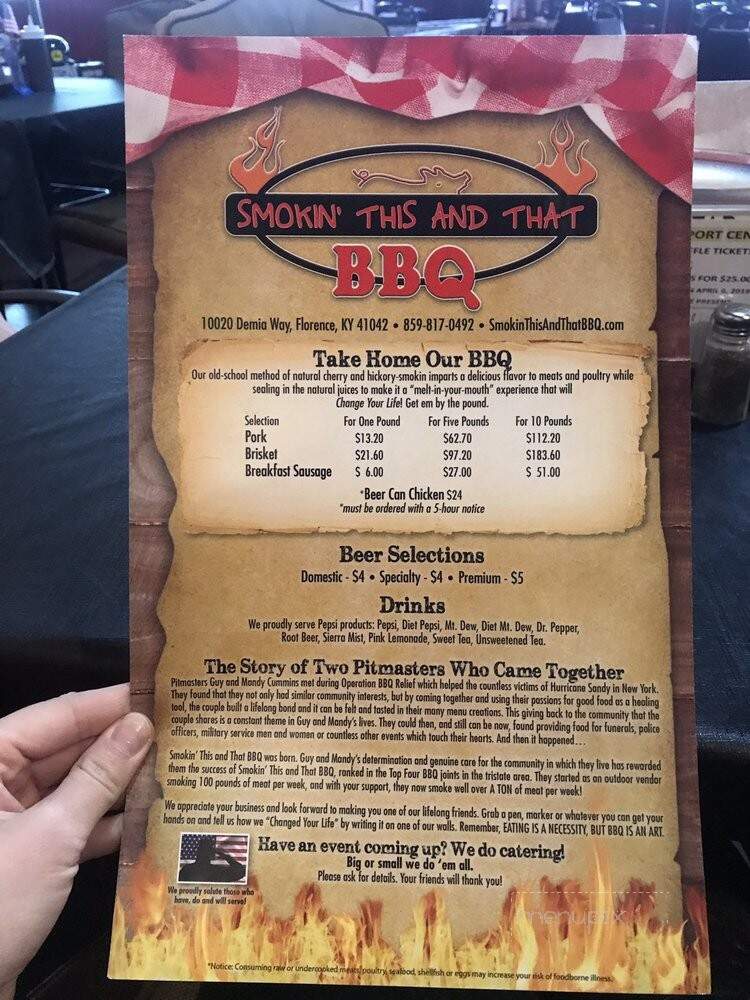 SMOKIN' THIS AND THAT
BBQ
10020 Demia Way, Florence, KY 41042 • 859-817-0492 • SmokinThisAndThatBBQ.com
Take Home Our BBQ
Our old-school method of natural cherry and hickory-smokin imparts a delicious flavor to meats and poultry while
sealing in the natural juices to make it a "melt-in-your-mouth" experience that will
Change Your Life! Get em by the pound.
Selection For One Pound For Five Pounds For 10 Pounds
Pork $13.20 $62.70 $112.20
Brisket $21.60 $97.20 $183.60
Breakfast Sausage $ 6.00 $27.00 $ 51.00
*Beer Can Chicken $24
*must be ordered with a 5-hour notice
Beer Selections
Domestic - $4 • Specialty - $4 • Premium - $5
Drinks
We proudly serve Pepsi products: Pepsi, Diet Pepsi, Mt. Dew, Diet Mt. Dew, Dr. Pepper,
Root Beer, Sierra Mist, Pink Lemonade, Sweet Tea, Unsweetened Tea.
The Story of Two Pitmasters Who Came Together
Pitmasters Guy and Mandy Cummins met during Operation BBQ Relief which helped the countless victims of Hurricane Sandy in New York.
They found that they not only had similar community interests, but by coming together and using their passions for good food as a healing
tool, the couple built a lifelong bond and it can be felt and tasted in their many menu creations. This giving back to the community that the
couple shares is a constant theme in Guy and Mandy's lives. They could then, and still can be now, found providing food for funerals, police
officers, military service men and women or countless other events which touch their hearts. And then it happened...
Smokin' This and That BBQ was born. Guy and Mandy's determination and genuine care for the community in which they live has rewarded
them the success of Smokin' This and That BBQ, ranked in the Top Four BBQ joints in the tristate area. They started as an outdoor vendor
smoking 100 pounds of meat per week, and with your support, they now smoke well over A TON of meat per week!
We appreciate your business and look forward to making you one of our lifelong friends. Grab a pen, marker or whatever you can get your
hands on and tell us how we "Changed Your Life" by writing it on one of our walls. Remember, EATING IS A NECESSITY, BUT BBQ IS AN ART.
Have an event coming up? We do catering!
Big or small we do 'em all.
Please ask for details. Your friends will thank you!
We proudly salute those who
have, do and will serve!
menupix
*Notice: Consuming raw or undercooked meats, poultry, seafood, shellfish or eggs may increase your risk of foodborne illness.
PORT CEN
FLE TICKET
S FOR $25.00
APRIL 6, 2019